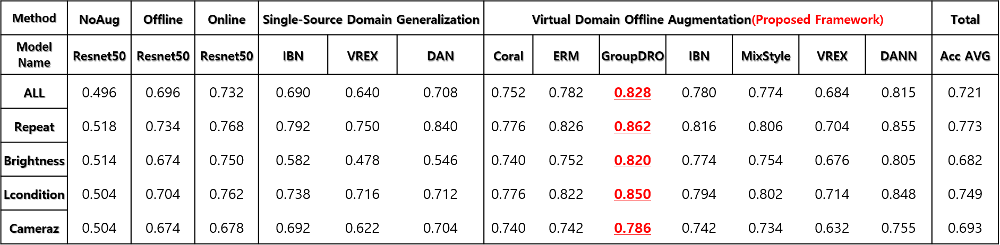 Method NoAug Offline Online Single-Source Domain Generalization Virtual Domain Offline Augmentation(Proposed Framework) Total
Model
Name Resnet50 Resnet50 Resnet50 IBN VREX DAN Coral ERM GroupDRO IBN MixStyle VREX DANN Acc AVG
ALL 0.496 0.696 0.732 0.690 0.640 0.708 0.752 0.782 0.828 0.780 0.774 0.684 0.815 0.721
Repeat 0.518 0.734 0.768 0.792 0.750 0.840 0.776 0.826 0.862 0.816 0.806 0.704 0.855 0.773
Brightness 0.514 0.674 0.750 0.582 0.478 0.546 0.740 0.752 0.820 0.774 0.754 0.676 0.805 0.682
Lcondition 0.504 0.704 0.762 0.738 0.716 0.712 0.776 0.822 0.850 0.794 0.802 0.714 0.848 0.749
Cameraz 0.504 0.674 0.678 0.692 0.622 0.704 0.740 0.742 0.786 0.742 0.734 0.632 0.755 0.693